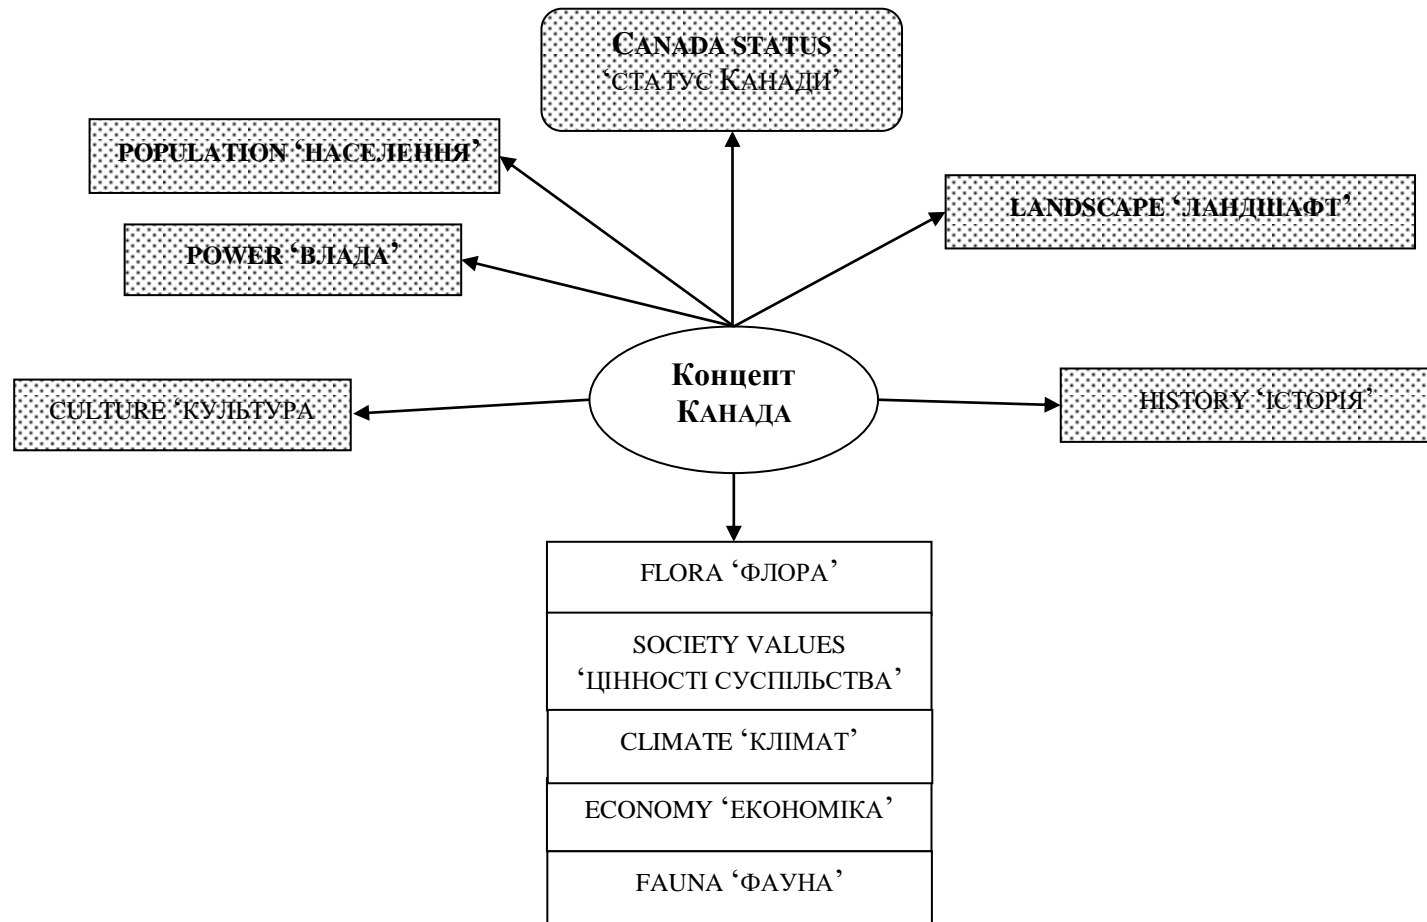 CANADA STATUS
‘СТАТУС КАНАДИ’
POPULATION ‘НАСЕЛЕННЯ’
LANDSCAPE ‘ЛАНДШАФТ’
POWER ‘ВЛАДА’
Концепт
КАНАДА
CULTURE ‘КУЛЬТУРА
HISTORY ‘ІСТОРІЯ’
FLORA ‘ФЛОРА’
SOCIETY VALUES
‘ЦІННОСТІ СУСПІЛЬСТВА’
CLIMATE ‘КЛІМАТ’
ECONOMY ‘ЕКОНОМІКА’
FAUNA ‘ФАУНА’